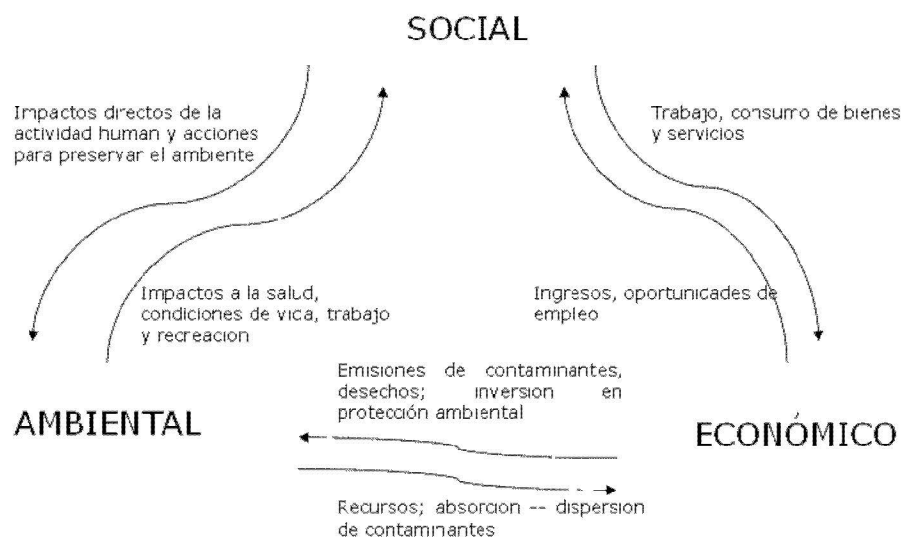 SOCIAL
Impactos directos de la
actividad human y acciones
para preservar el ambiente
Trabajo, consumo de bienes
y servicios
Impactos a la salud,
condiciones de vida, trabajo
y recreacion
Ingresos, oportunicades de
empleo
Emisiones de contaminantes,
desechos; inversion en
protección ambiental
AMBIENTAL
ECONÓMICO
Recursos; absorcion -- dispersion
de contaminantes